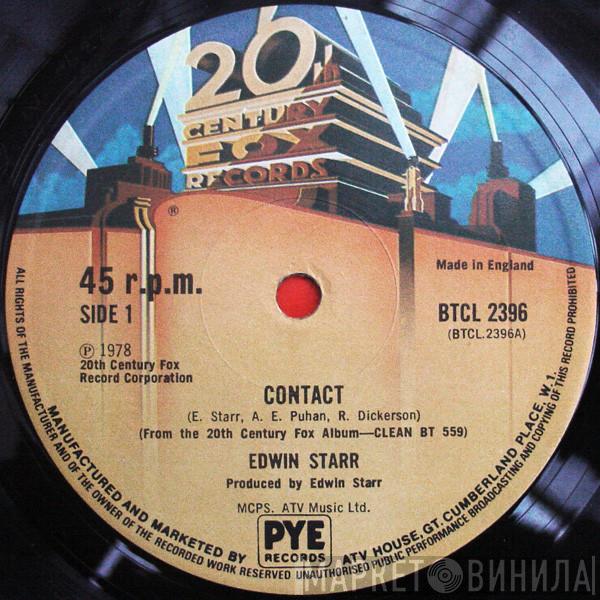 20th
CENTURY
FOX
RECORDS
®
45 r.p.m.
SIDE 1
Made in England
BTCL 2396
(BTCL.2396A)
℗ 1978
20th Century Fox
Record Corporation
CONTACT
(E. Starr, A. E. Puhan, R. Dickerson)
(From the 20th Century Fox Album—CLEAN BT 559)
EDWIN STARR
Produced by Edwin Starr
MCPS. ATV Music Ltd.
PYE
RECORDS
MANUFACTURED AND MARKETED BY
ATV HOUSE, GT. CUMBERLAND PLACE, W.1.
ALL RIGHTS OF THE MANUFACTURER AND OF THE OWNER OF THE RECORDED WORK RESERVED UNAUTHORISED PUBLIC PERFORMANCE BROADCASTING AND COPYING OF THIS RECORD PROHIBITED
МАРКЕТ ВИНИЛА